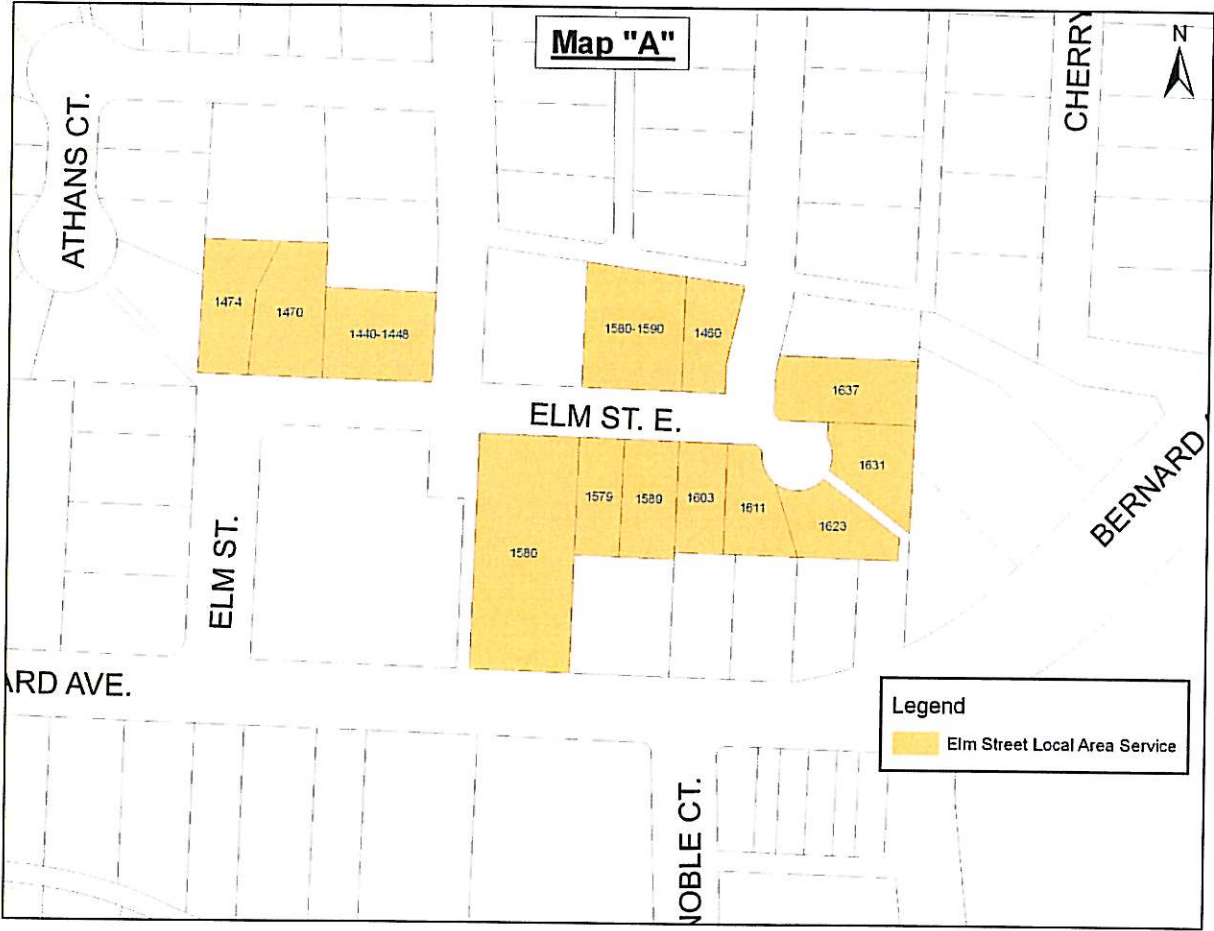 Map "A"
N
CHERRY
ATHANS CT.
1474
1470
1440-1448
1580-1590
1460
1637
ELM ST. E.
1631
BERNARD
1579
1589
1603
1611
1623
1580
ELM ST.
ARD AVE.
Legend
Elm Street Local Area Service
NOBLE CT.